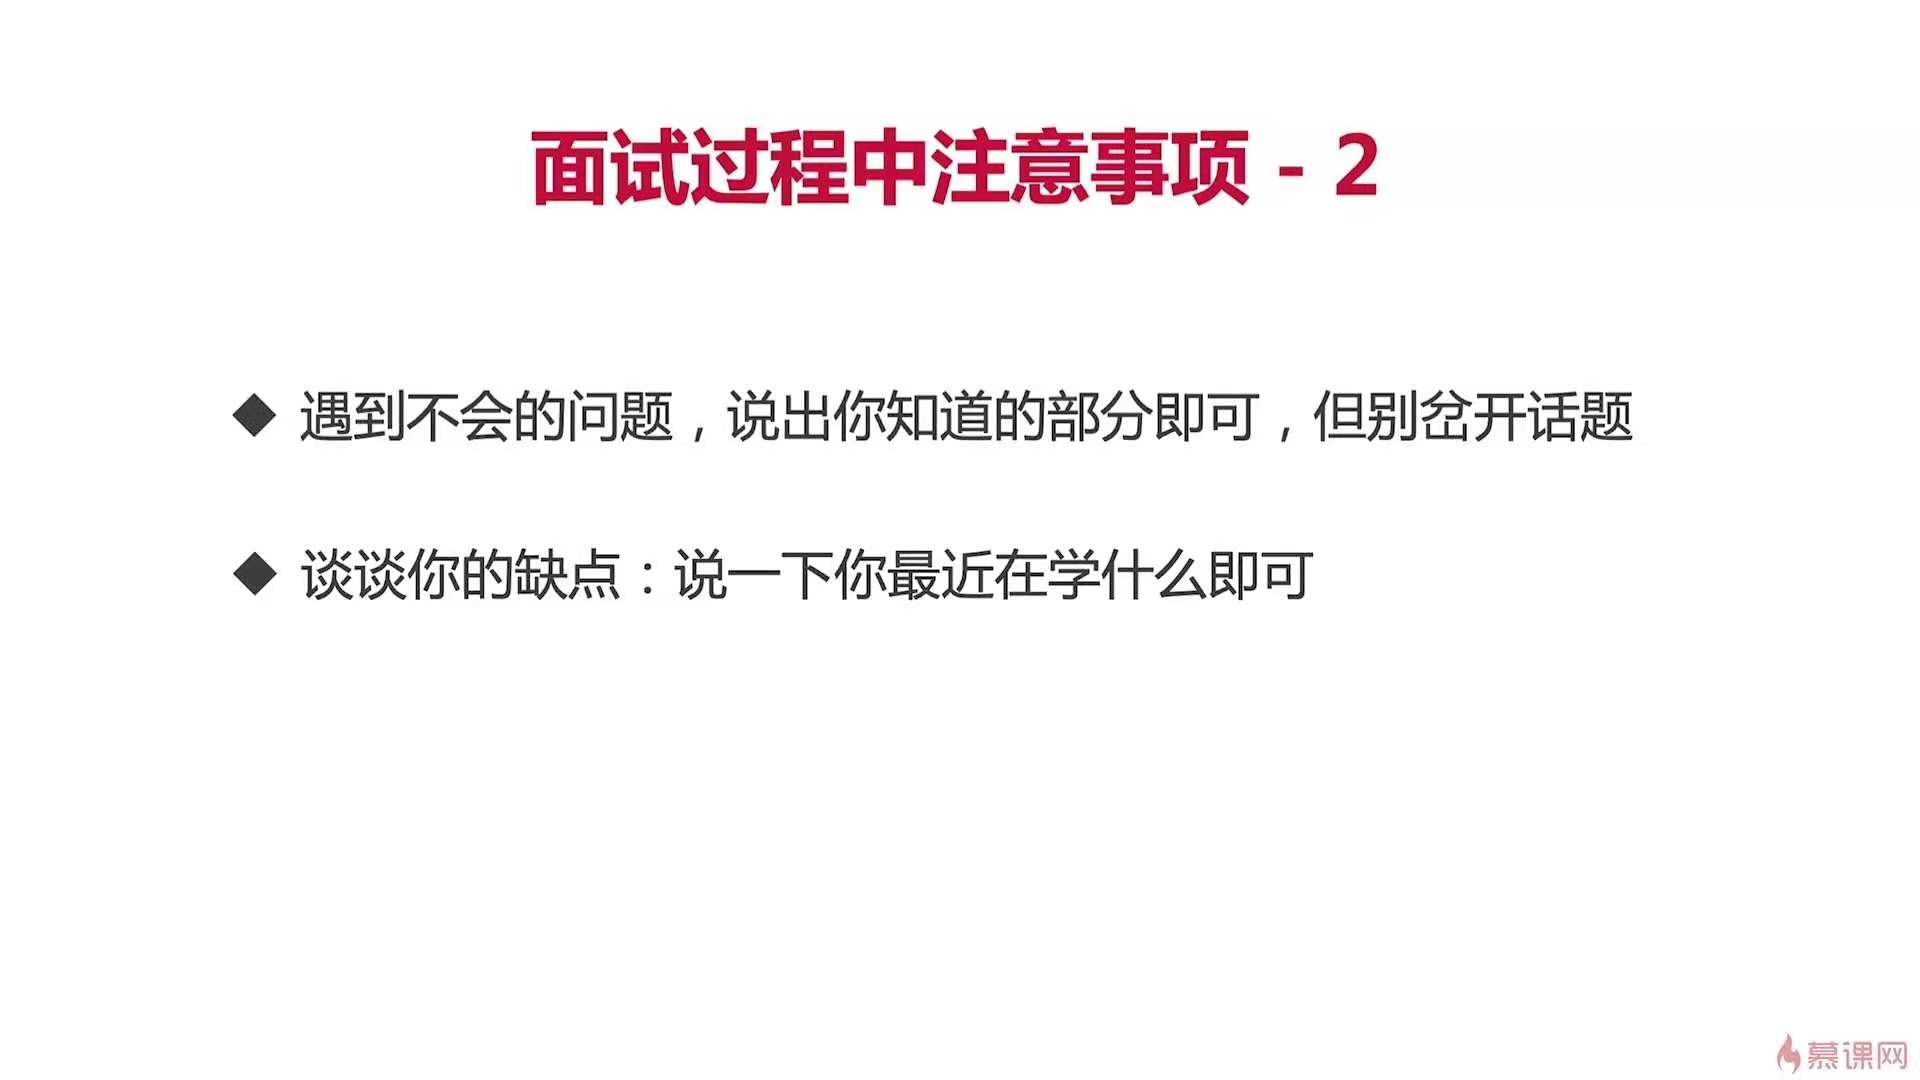 面试过程中注意事项 - 2
◆ 遇到不会的问题，说出你知道的部分即可，但别岔开话题
◆ 谈谈你的缺点：说一下你最近在学什么即可
慕课网